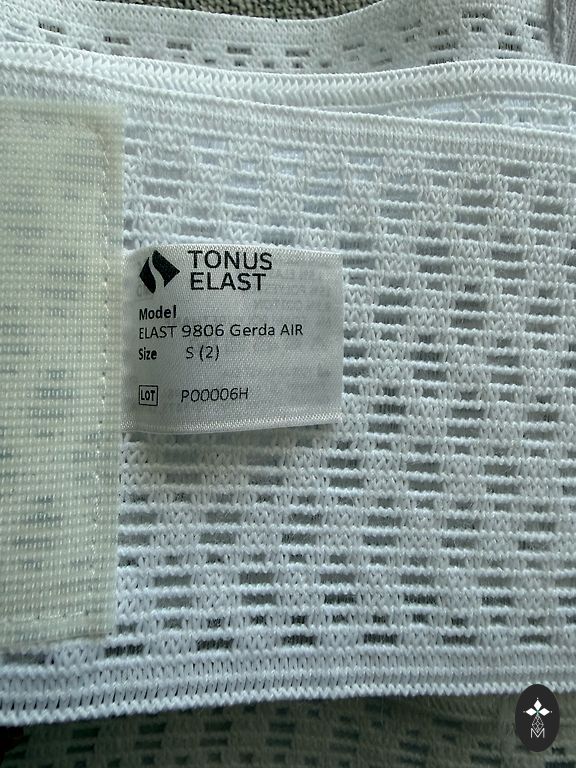 TONUS
ELAST
Model
ELAST 9806 Gerda AIR
Size S (2)
LOT P00006H